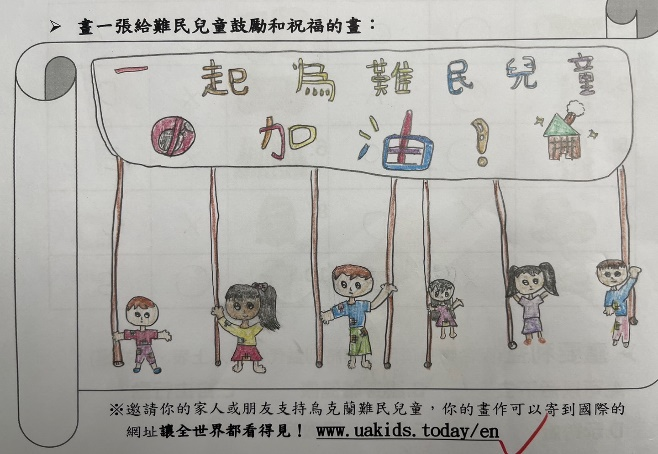 ➤ 畫一張給難民兒童鼓勵和祝福的畫：
一起為難民兒童
加油！
※邀請你的家人或朋友支持烏克蘭難民兒童，你的畫作可以寄到國際的
網址讓全世界都看得見！ www.uakids.today/en